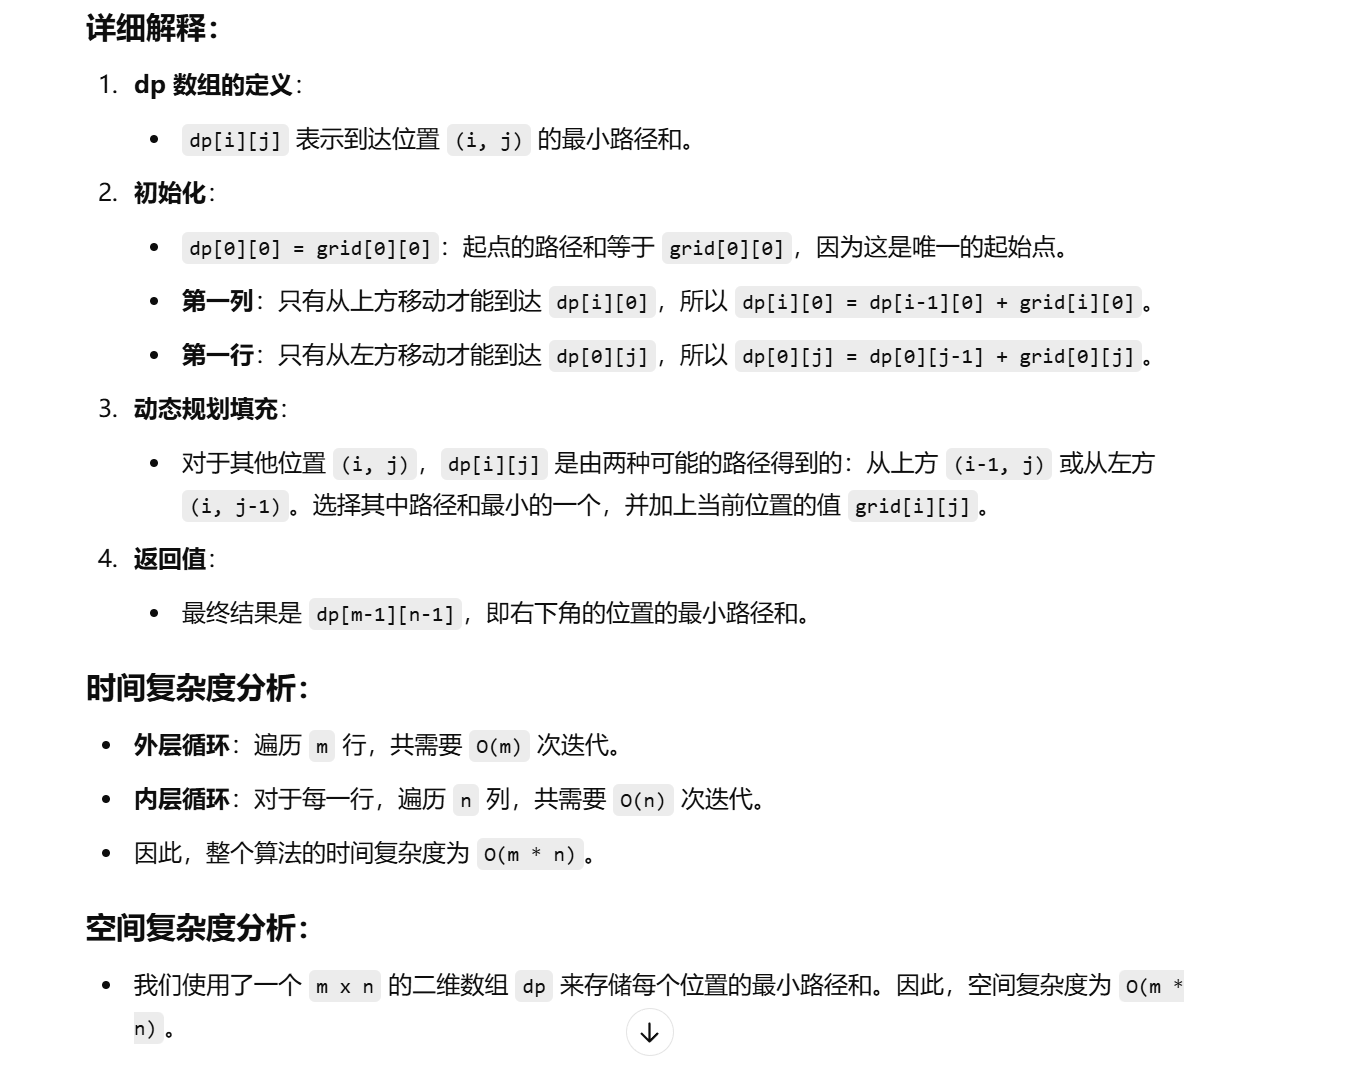 详细解释：
1. dp 数组的定义：
• dp[i][j] 表示到达位置 (i, j) 的最小路径和。
2. 初始化：
• dp[0][0] = grid[0][0]：起点的路径和等于 grid[0][0]，因为这是唯一的起始点。
• 第一列：只有从上方移动才能到达 dp[i][0]，所以 dp[i][0] = dp[i-1][0] + grid[i][0]。
• 第一行：只有从左方移动才能到达 dp[0][j]，所以 dp[0][j] = dp[0][j-1] + grid[0][j]。
3. 动态规划填充：
• 对于其他位置 (i, j)，dp[i][j] 是由两种可能的路径得到的：从上方 (i-1, j) 或从左方
(i, j-1)。选择其中路径和最小的一个，并加上当前位置的值 grid[i][j]。
4. 返回值：
• 最终结果是 dp[m-1][n-1]，即右下角的位置的最小路径和。
时间复杂度分析：
• 外层循环：遍历 m 行，共需要 O(m) 次迭代。
• 内层循环：对于每一行，遍历 n 列，共需要 O(n) 次迭代。
• 因此，整个算法的时间复杂度为 O(m * n)。
空间复杂度分析：
• 我们使用了一个 m x n 的二维数组 dp 来存储每个位置的最小路径和。因此，空间复杂度为 O(m *
n)。